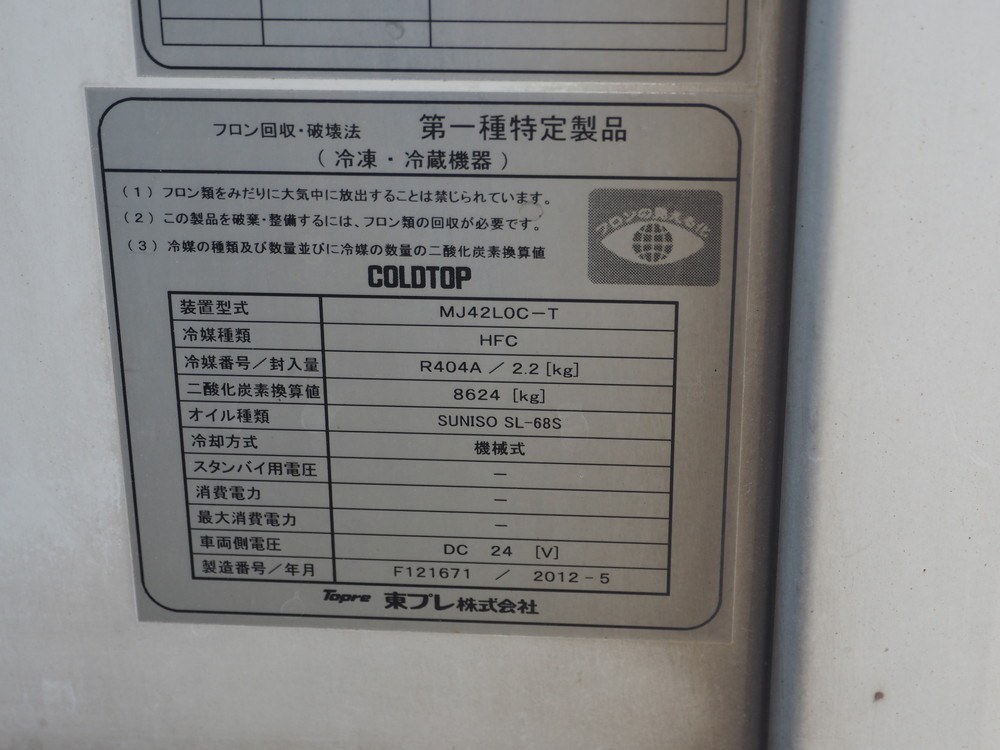 フロン回収・破壊法 第一種特定製品
(冷凍・冷蔵機器)
(1) フロン類をみだりに大気中に放出することは禁じられています。
(2) この製品を破棄・整備するには、フロン類の回収が必要です。
(3) 冷媒の種類及び数量並びに冷媒の数量の二酸化炭素換算値
フロンの見える化
COLDTOP
装置型式 MJ42L0C-T
冷媒種類 HFC
冷媒番号/封入量 R404A / 2.2 [kg]
二酸化炭素換算値 8624 [kg]
オイル種類 SUNISO SL-68S
冷却方式 機械式
スタンバイ用電圧 —
消費電力 —
最大消費電力 —
車両側電圧 DC 24 [V]
製造番号/年月 F121671 / 2012-5
Topre 東プレ株式会社